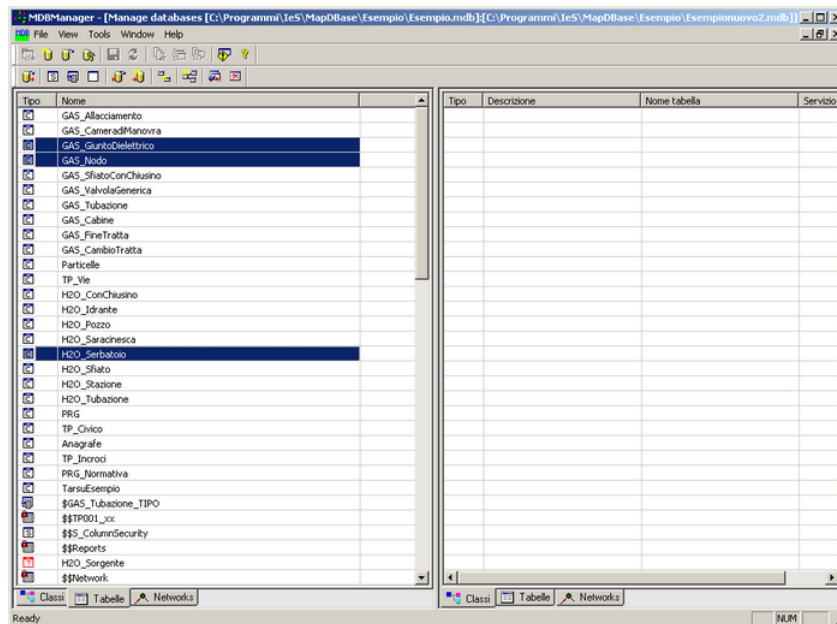 MDBManager - [Manage databases [C:\Programmi\IeS\MapDBase\Esempio\Esempio.mdb]:[C:\Programmi\IeS\MapDBase\Esempio\Esempionuovo2.mdb]]
MDB File View Tools Window Help
Tipo Nome
GAS_Allacciamento
GAS_CameradiManovra
GAS_GiuntoDielettrico
GAS_Nodo
GAS_SfiatoConChiusino
GAS_ValvolaGenerica
GAS_Tubazione
GAS_Cabine
GAS_FineTratta
GAS_CambioTratta
Particelle
TP_Vie
H2O_ConChiusino
H2O_Idrante
H2O_Pozzo
H2O_Saracinesca
H2O_Serbatoio
H2O_Sfiato
H2O_Stazione
H2O_Tubazione
PRG
TP_Civico
Anagrafe
TP_Incroci
PRG_Normativa
TarsuEsempio
$GAS_Tubazione_TIPO
$$TP001_xx
$$S_ColumnSecurity
$$Reports
H2O_Sorgente
$$Network
Classi Tabelle Networks
Tipo Descrizione Nome tabella Servizio
Classi Tabelle Networks
Ready NUM